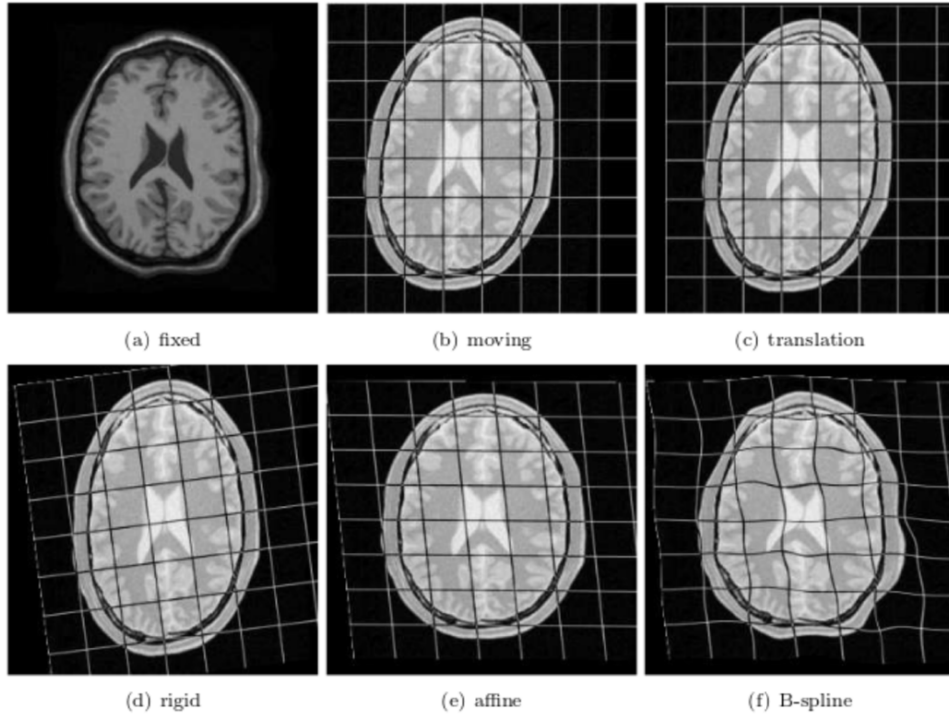 (a) fixed
(b) moving
(c) translation
(d) rigid
(e) affine
(f) B-spline